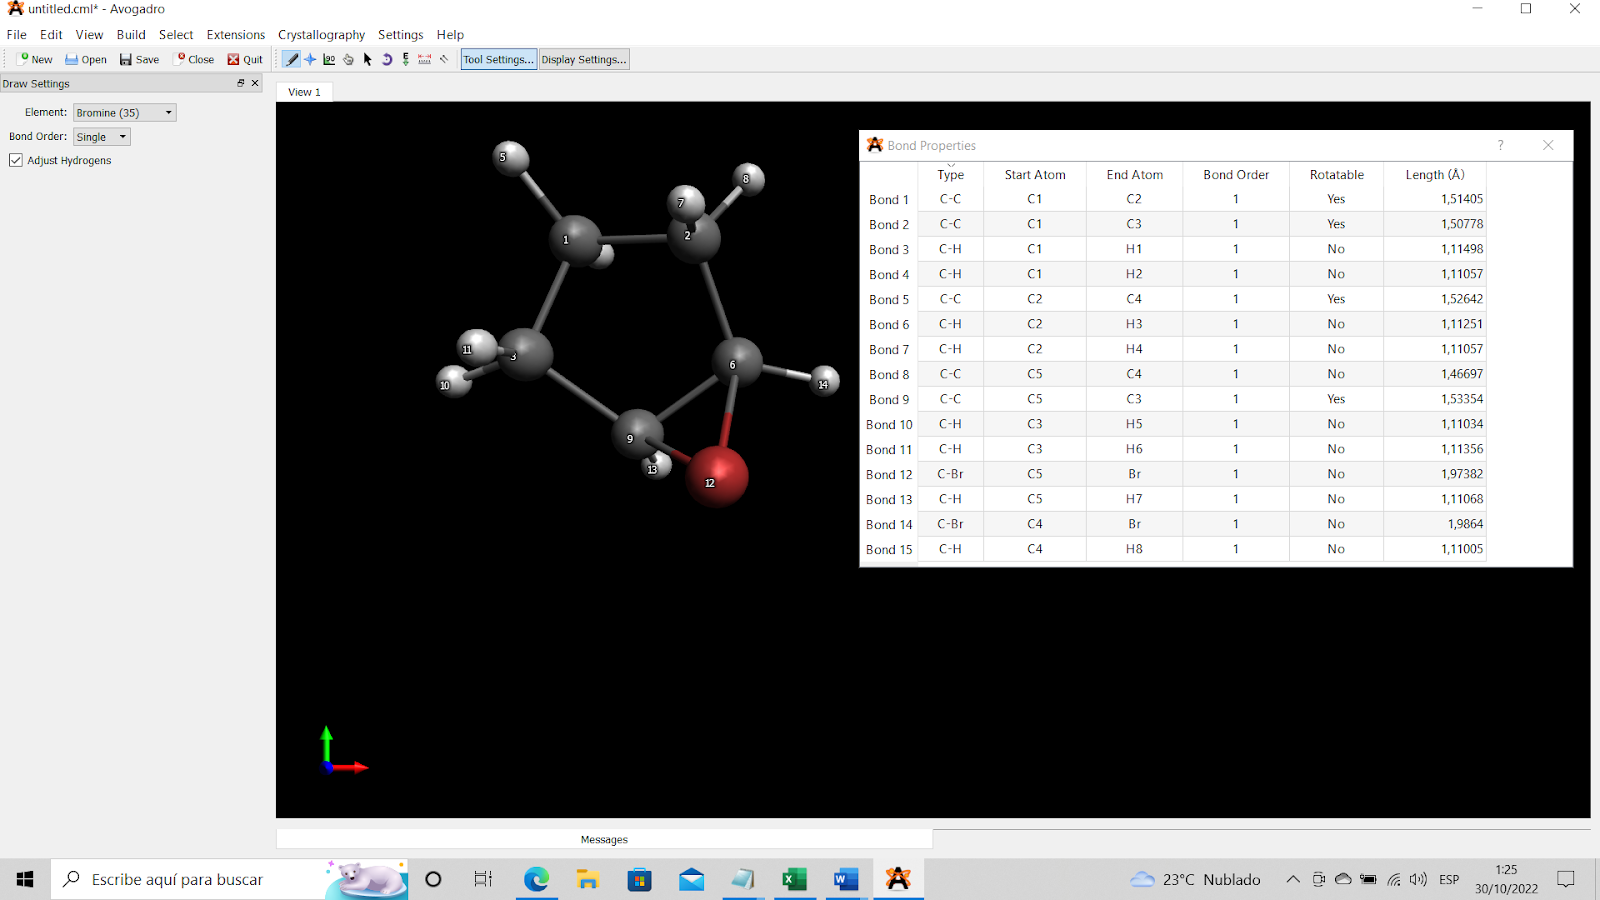 untitled.cml* - Avogadro
File Edit View Build Select Extensions Crystallography Settings Help
New Open Save Close Quit Tool Settings... Display Settings...
Draw Settings
View 1
Element: Bromine (35)
Bond Order: Single
Adjust Hydrogens
5
8
7
1
2
11
3
6
10
14
9
13
12
Bond Properties ?
Type Start Atom End Atom Bond Order Rotatable Length (Å)
Bond 1 C-C C1 C2 1 Yes 1,51405
Bond 2 C-C C1 C3 1 Yes 1,50778
Bond 3 C-H C1 H1 1 No 1,11498
Bond 4 C-H C1 H2 1 No 1,11057
Bond 5 C-C C2 C4 1 Yes 1,52642
Bond 6 C-H C2 H3 1 No 1,11251
Bond 7 C-H C2 H4 1 No 1,11057
Bond 8 C-C C5 C4 1 No 1,46697
Bond 9 C-C C5 C3 1 Yes 1,53354
Bond 10 C-H C3 H5 1 No 1,11034
Bond 11 C-H C3 H6 1 No 1,11356
Bond 12 C-Br C5 Br 1 No 1,97382
Bond 13 C-H C5 H7 1 No 1,11068
Bond 14 C-Br C4 Br 1 No 1,9864
Bond 15 C-H C4 H8 1 No 1,11005
Messages
Escribe aquí para buscar
23°C Nublado
ESP
1:25
30/10/2022